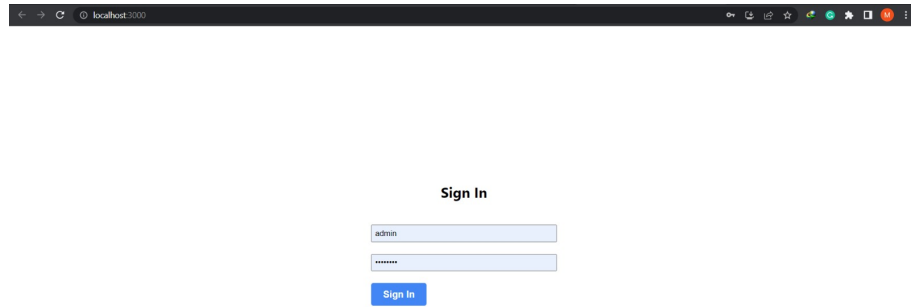 localhost:3000
M
Sign In
admin
••••••••
Sign In